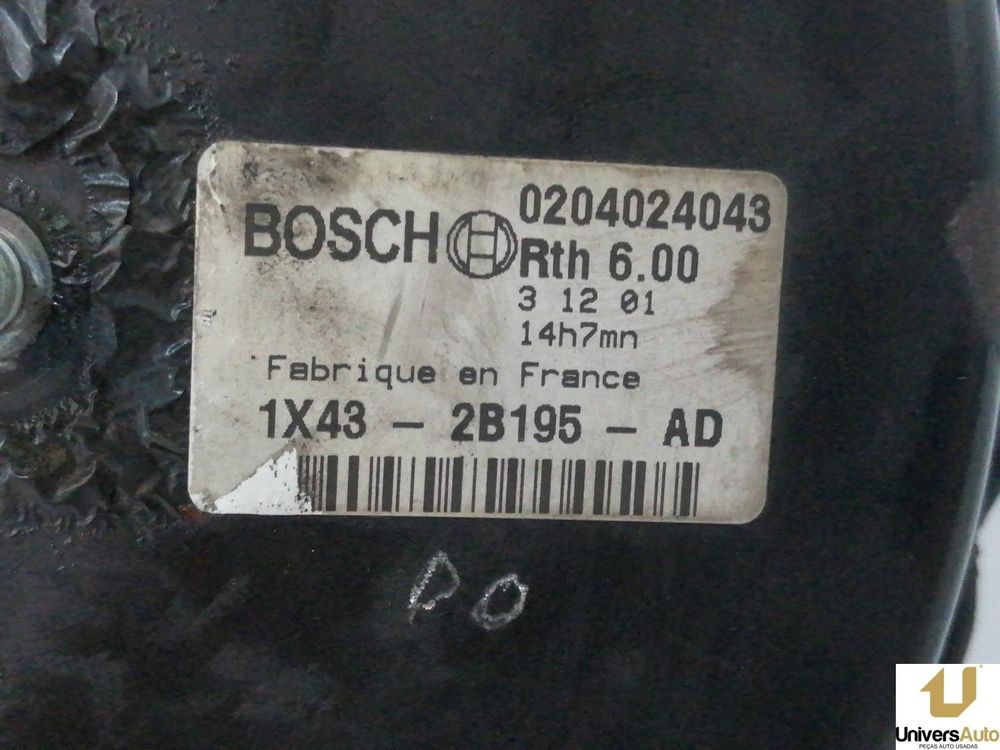 BOSCH
0204024043
Rth 6.00
3 12 01
14h7mn
Fabrique en France
1X43 - 2B195 - AD
PO
UniversAuto
PEÇAS AUTO USADAS